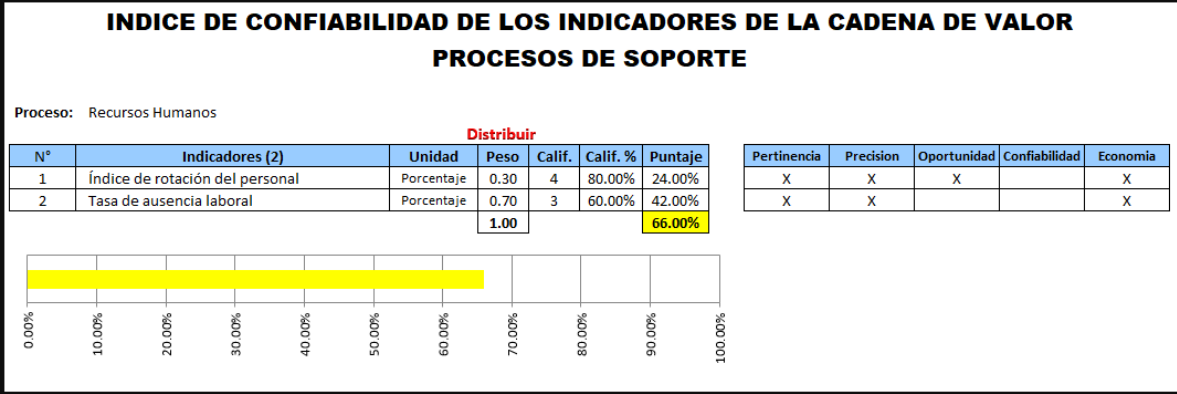 INDICE DE CONFIABILIDAD DE LOS INDICADORES DE LA CADENA DE VALOR
PROCESOS DE SOPORTE
Proceso: Recursos Humanos
Distribuir
N° Indicadores (2) Unidad Peso Calif. Calif. % Puntaje Pertinencia Precision Oportunidad Confiabilidad Economia
1 Índice de rotación del personal Porcentaje 0.30 4 80.00% 24.00% X X X X
2 Tasa de ausencia laboral Porcentaje 0.70 3 60.00% 42.00% X X X
1.00 66.00%
0.00% 10.00% 20.00% 30.00% 40.00% 50.00% 60.00% 70.00% 80.00% 90.00% 100.00%